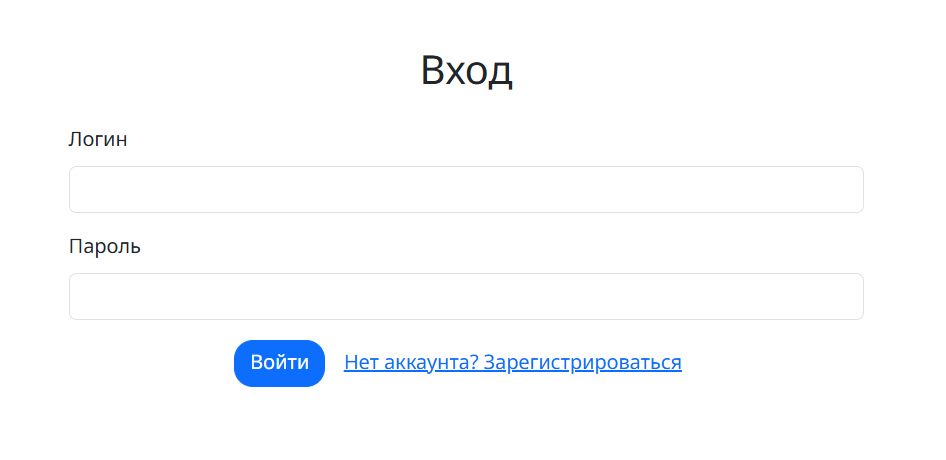 Вход
Логин
Пароль
Войти Нет аккаунта? Зарегистрироваться